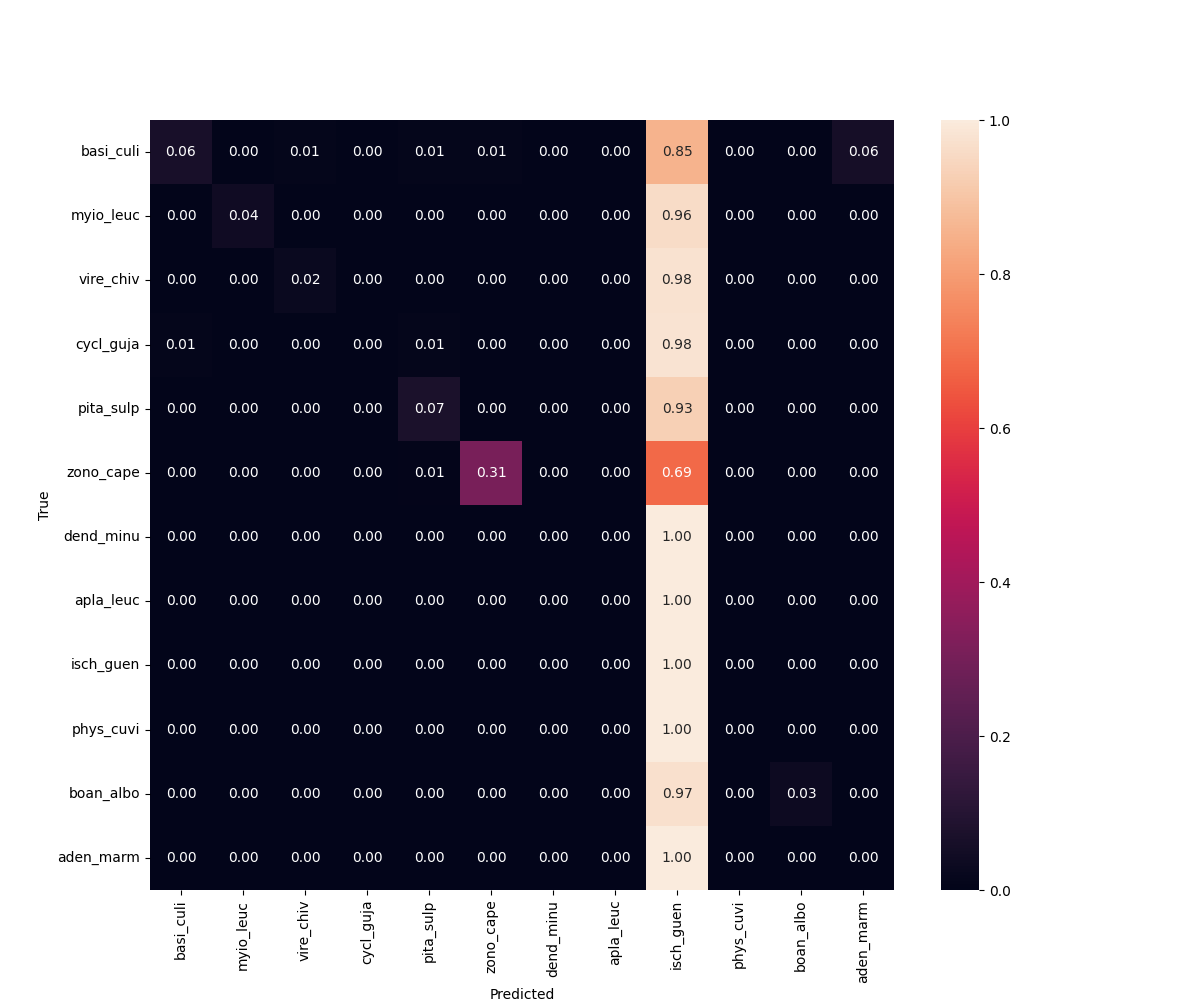 basi_culi 0.06 0.00 0.01 0.00 0.01 0.01 0.00 0.00 0.85 0.00 0.00 0.06
myio_leuc 0.00 0.04 0.00 0.00 0.00 0.00 0.00 0.00 0.96 0.00 0.00 0.00
vire_chiv 0.00 0.00 0.02 0.00 0.00 0.00 0.00 0.00 0.98 0.00 0.00 0.00
cycl_guja 0.01 0.00 0.00 0.00 0.01 0.00 0.00 0.00 0.98 0.00 0.00 0.00
pita_sulp 0.00 0.00 0.00 0.00 0.07 0.00 0.00 0.00 0.93 0.00 0.00 0.00
zono_cape 0.00 0.00 0.00 0.00 0.01 0.31 0.00 0.00 0.69 0.00 0.00 0.00
dend_minu 0.00 0.00 0.00 0.00 0.00 0.00 0.00 0.00 1.00 0.00 0.00 0.00
apla_leuc 0.00 0.00 0.00 0.00 0.00 0.00 0.00 0.00 1.00 0.00 0.00 0.00
isch_guen 0.00 0.00 0.00 0.00 0.00 0.00 0.00 0.00 1.00 0.00 0.00 0.00
phys_cuvi 0.00 0.00 0.00 0.00 0.00 0.00 0.00 0.00 1.00 0.00 0.00 0.00
boan_albo 0.00 0.00 0.00 0.00 0.00 0.00 0.00 0.00 0.97 0.00 0.03 0.00
aden_marm 0.00 0.00 0.00 0.00 0.00 0.00 0.00 0.00 1.00 0.00 0.00 0.00
True
basi_culi myio_leuc vire_chiv cycl_guja pita_sulp zono_cape dend_minu apla_leuc isch_guen phys_cuvi boan_albo aden_marm
Predicted
1.0
0.8
0.6
0.4
0.2
0.0